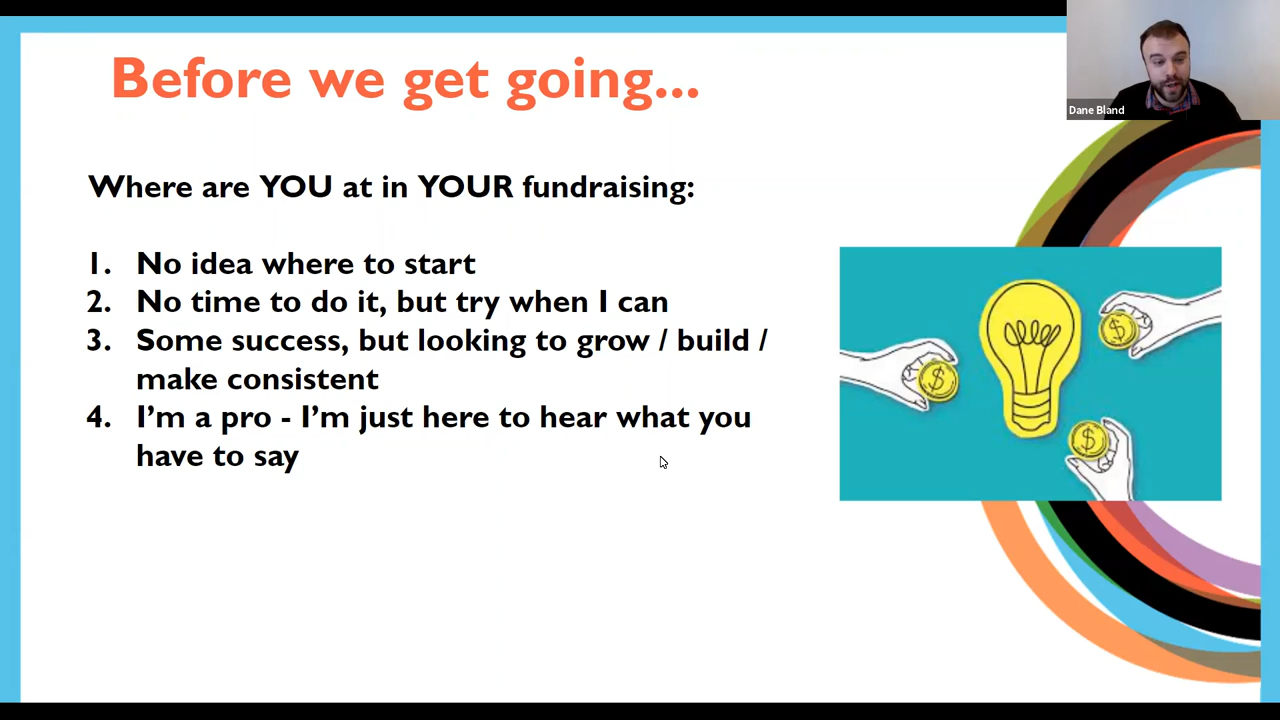 Before we get going...
Dane Bland
Where are YOU at in YOUR fundraising:
1. No idea where to start
2. No time to do it, but try when I can
3. Some success, but looking to grow / build /
make consistent
4. I’m a pro - I’m just here to hear what you
have to say
$
$
$